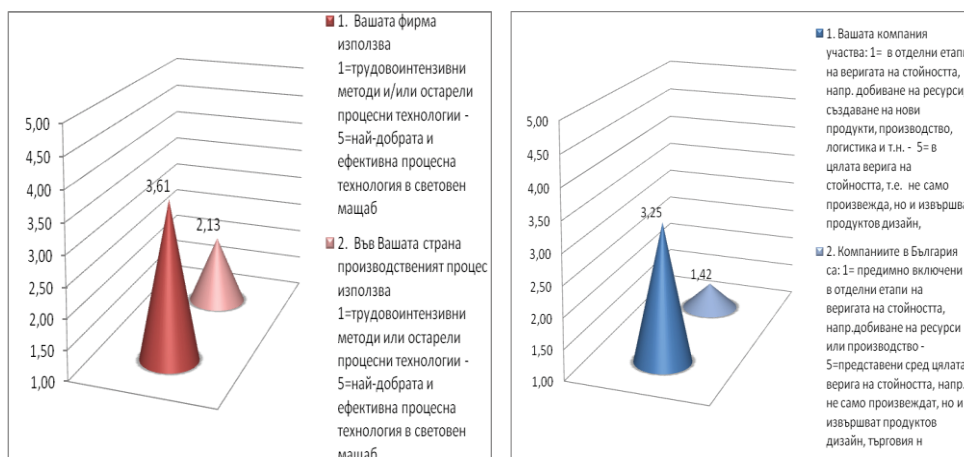 5,00
4,50
4,00
3,50
3,00
2,50
2,00
1,50
1,00
3,61
2,13
1. Вашата фирма
използва
1=трудовоинтензивни
методи и/или остарели
процесни технологии -
5=най-добрата и
ефективна процесна
технология в световен
мащаб
2. Във Вашата страна
производственият процес
използва
1=трудовоинтензивни
методи или остарели
процесни технологии -
5=най-добрата и
ефективна процесна
технология в световен
мащаб
5,00
4,50
4,00
3,50
3,00
2,50
2,00
1,50
1,00
3,25
1,42
1. Вашата компания
участва: 1= в отделни етапи
на веригата на стойността,
напр. добиване на ресурси,
създаване на нови
продукти, производство,
логистика и т.н. - 5= в
цялата верига на
стойността, т.е. не само
произвежда, но и извършва
продуктов дизайн,
2. Компаниите в България
са: 1= предимно включени
в отделни етапи на
веригата на стойността,
напр.добиване на ресурси
или производство -
5=представени сред цялата
верига на стойността, напр.
не само произвеждат, но и
извършват продуктов
дизайн, търговия н